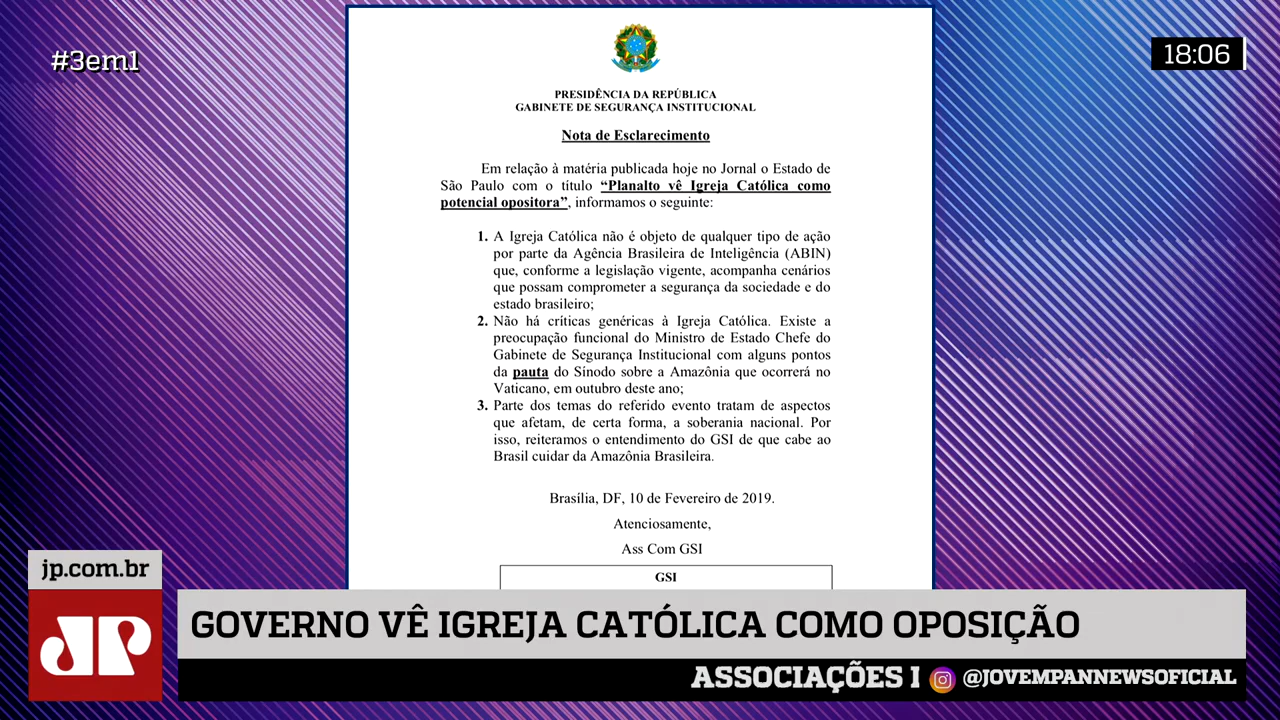 #3em1
18:06
PRESIDÊNCIA DA REPÚBLICA
GABINETE DE SEGURANÇA INSTITUCIONAL
Nota de Esclarecimento
Em relação à matéria publicada hoje no Jornal o Estado de
São Paulo com o título “Planalto vê Igreja Católica como
potencial opositora”, informamos o seguinte:
1. A Igreja Católica não é objeto de qualquer tipo de ação
por parte da Agência Brasileira de Inteligência (ABIN)
que, conforme a legislação vigente, acompanha cenários
que possam comprometer a segurança da sociedade e do
estado brasileiro;
2. Não há críticas genéricas à Igreja Católica. Existe a
preocupação funcional do Ministro de Estado Chefe do
Gabinete de Segurança Institucional com alguns pontos
da pauta do Sínodo sobre a Amazônia que ocorrerá no
Vaticano, em outubro deste ano;
3. Parte dos temas do referido evento tratam de aspectos
que afetam, de certa forma, a soberania nacional. Por
isso, reiteramos o entendimento do GSI de que cabe ao
Brasil cuidar da Amazônia Brasileira.
Brasília, DF, 10 de Fevereiro de 2019.
Atenciosamente,
Ass Com GSI
GSI
jp.com.br
JP
GOVERNO VÊ IGREJA CATÓLICA COMO OPOSIÇÃO
ASSOCIAÇÕES I
@JOVEMPANNEWSOFICIAL